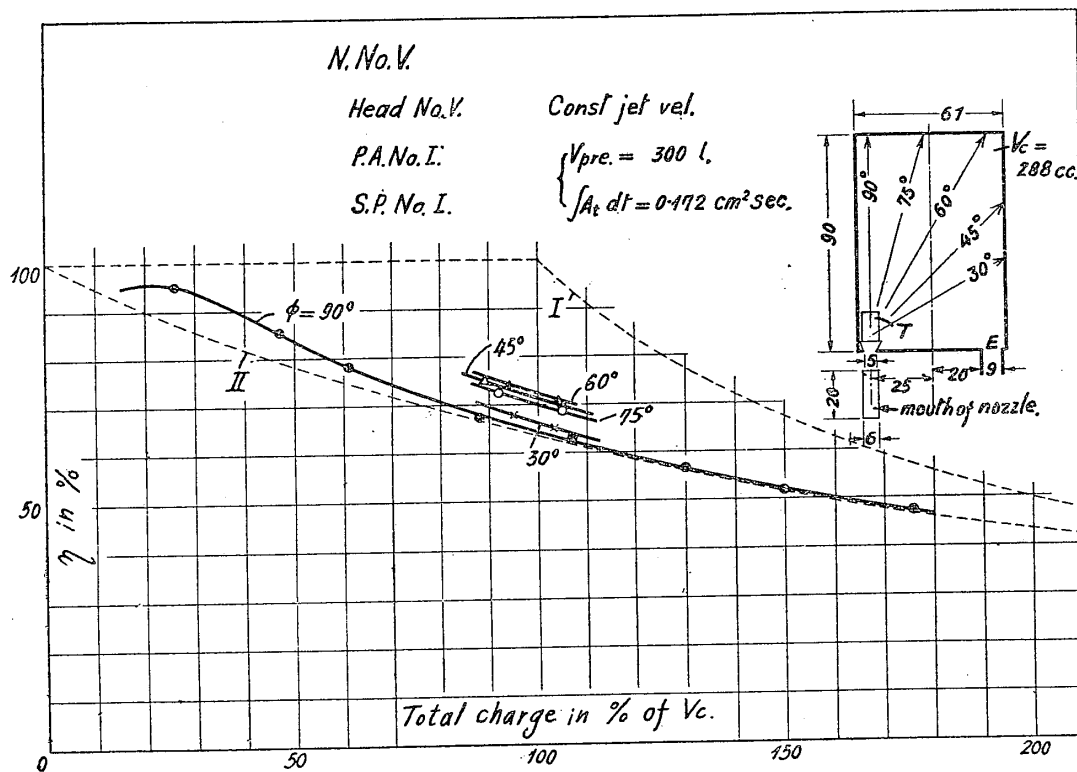 N.No.V.
Head No.V.
Const jet vel.
P.A.No.I.
Vpre. = 300 l.
S.P.No.I.
∫At dt = 0.172 cm² sec.
61
Vc =
288 cc.
90
90°
75°
60°
45°
30°
T
E
5
20
9
20
25
mouth of nozzle.
6
100
φ = 90°
I
II
45°
60°
75°
30°
50
η in %
Total charge in % of Vc.
0
50
100
150
200